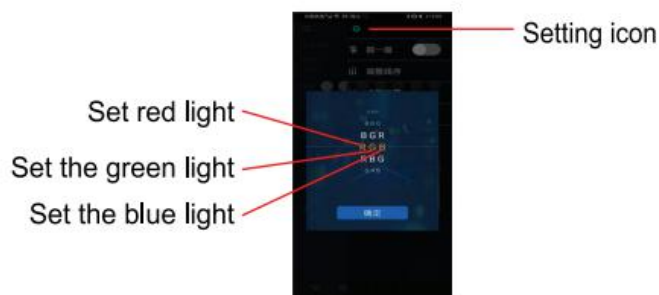 Setting icon
Set red light
Set the green light
Set the blue light
BGR
RGB
RBG
确定